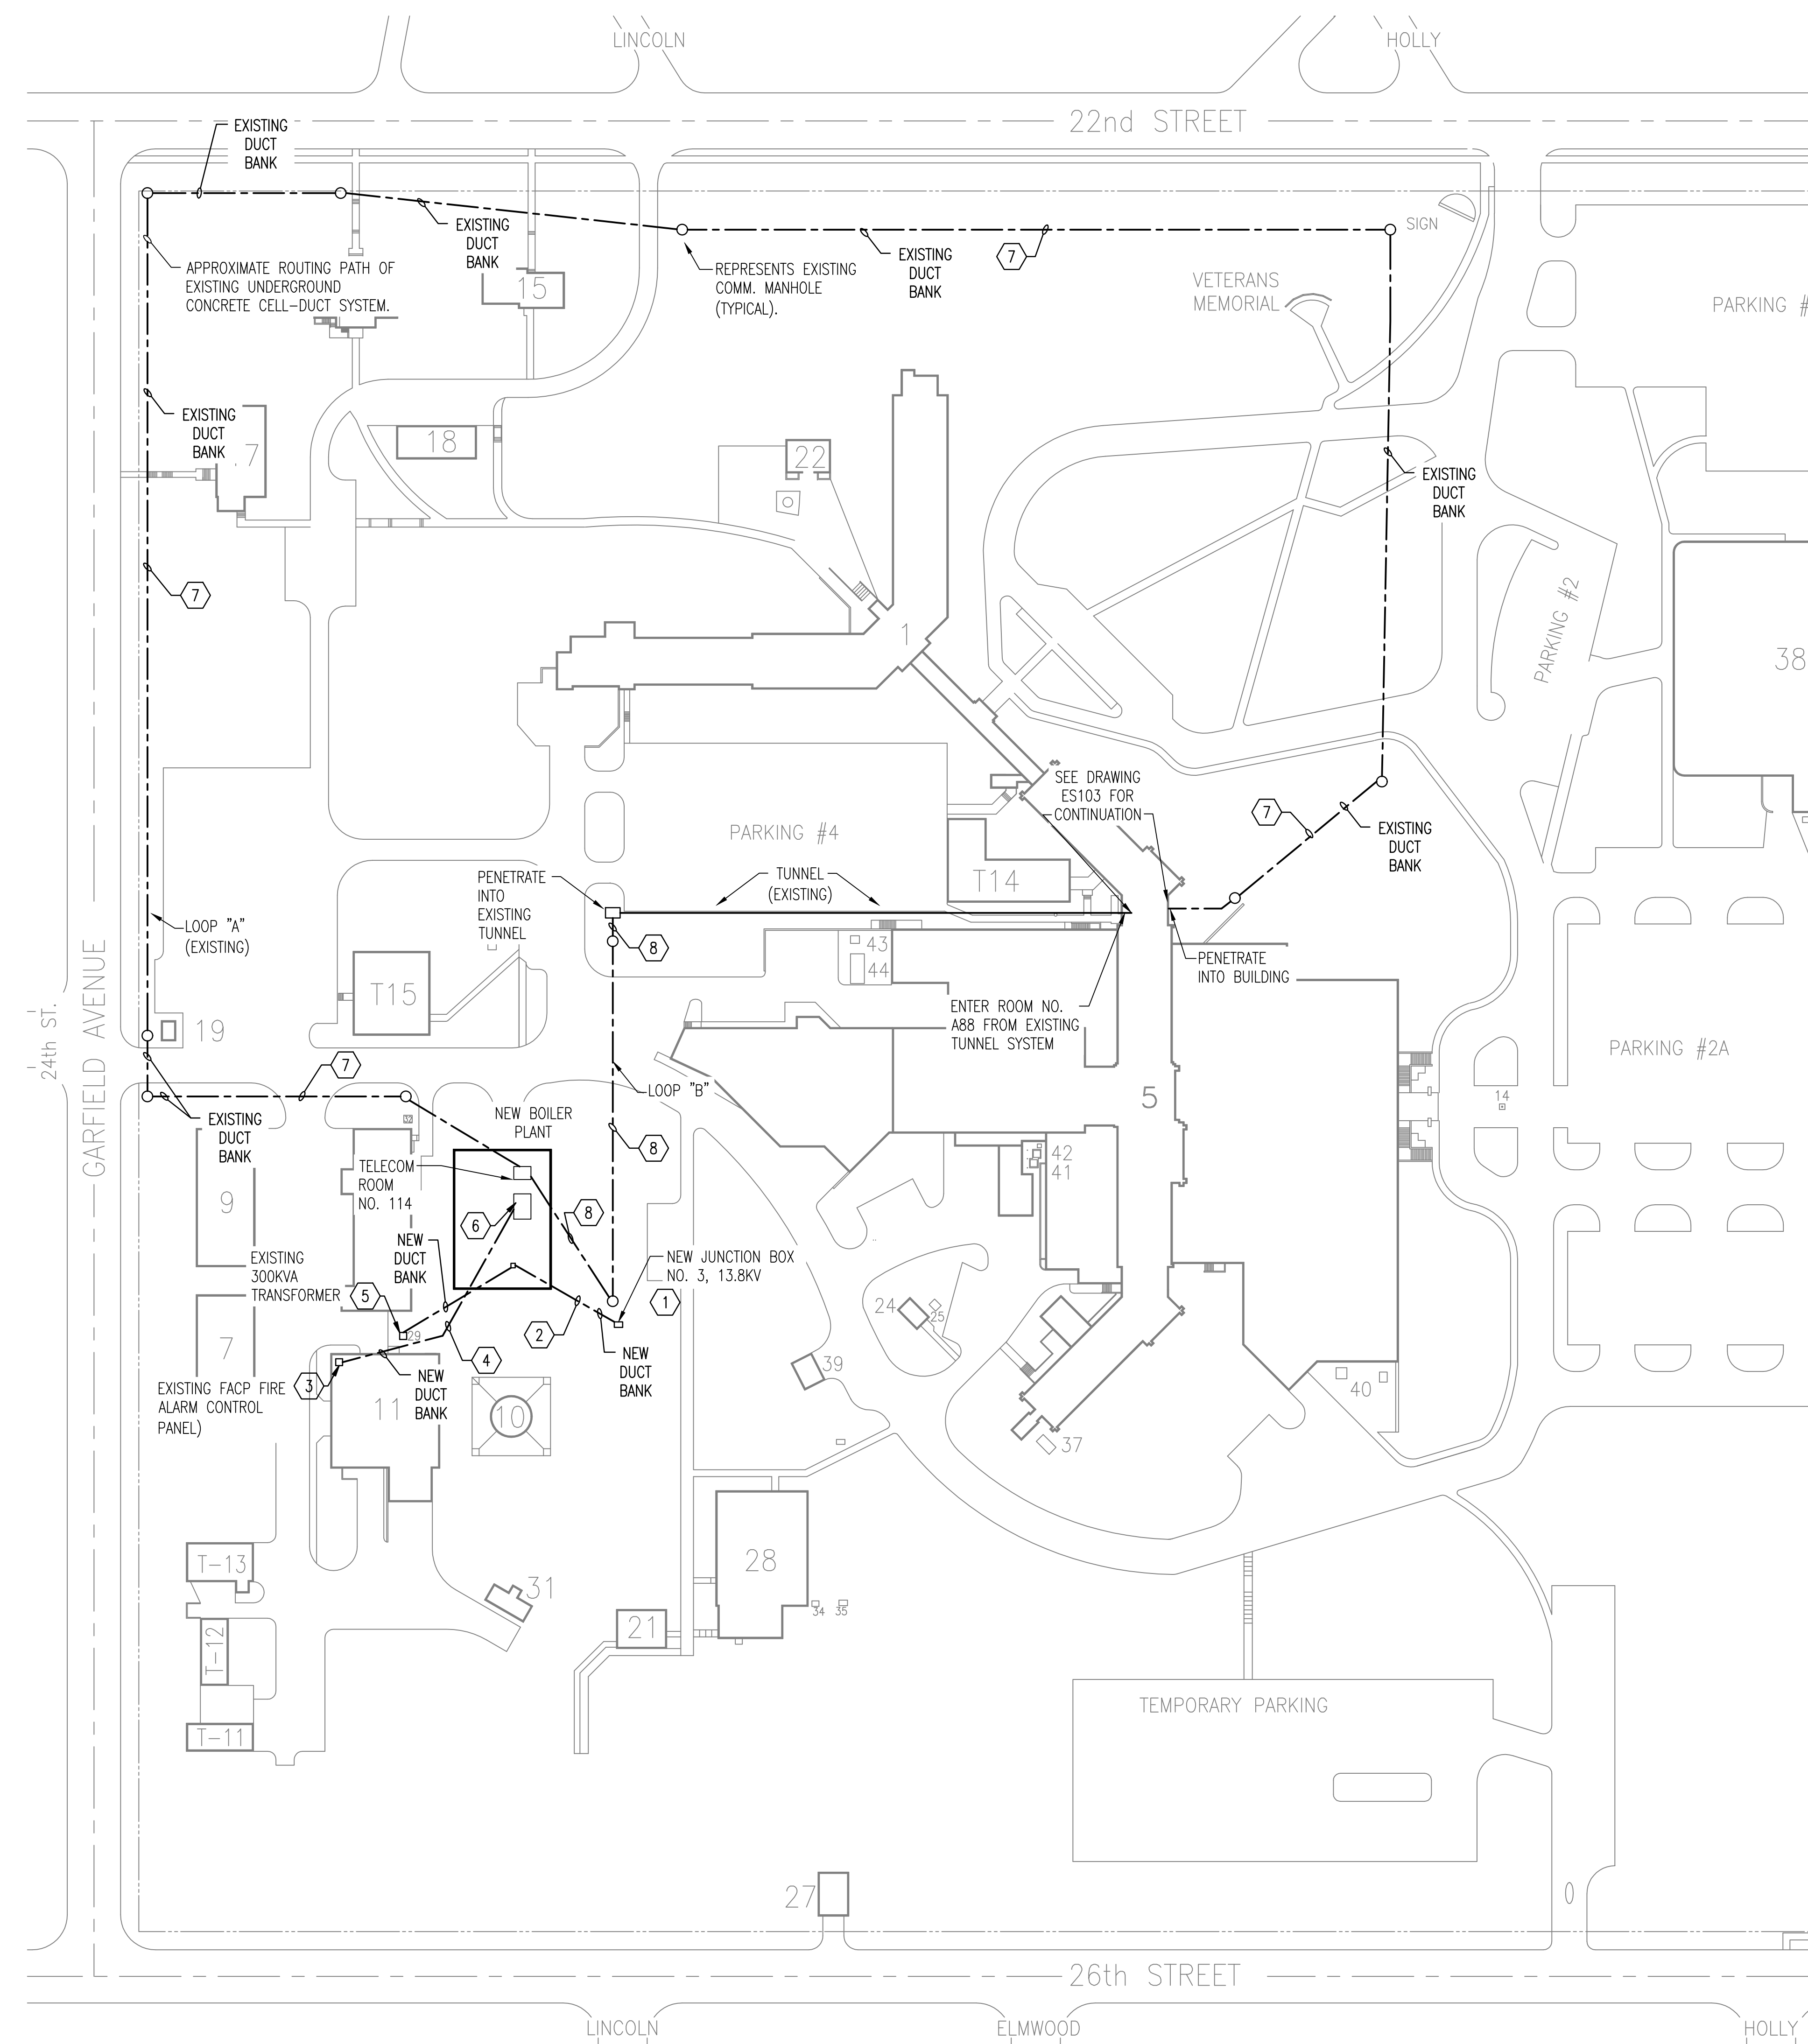 LINCOLN
HOLLY
22nd STREET
EXISTING
DUCT
BANK
EXISTING
DUCT
BANK
EXISTING
DUCT
BANK
7
SIGN
APPROXIMATE ROUTING PATH OF
EXISTING UNDERGROUND
CONCRETE CELL-DUCT SYSTEM.
15
REPRESENTS EXISTING
COMM. MANHOLE
(TYPICAL).
VETERANS
MEMORIAL
PARKING #
EXISTING
DUCT
BANK
7
18
22
EXISTING
DUCT
BANK
7
1
PARKING #2
38
SEE DRAWING
ES103 FOR
CONTINUATION
7
EXISTING
DUCT
BANK
PARKING #4
PENETRATE
INTO
EXISTING
TUNNEL
TUNNEL
(EXISTING)
T14
LOOP "A"
(EXISTING)
8
43
44
PENETRATE
INTO BUILDING
T15
ENTER ROOM NO.
A88 FROM EXISTING
TUNNEL SYSTEM
24th ST.
GARFIELD AVENUE
19
PARKING #2A
7
LOOP "B"
5
14
EXISTING
DUCT
BANK
32
NEW BOILER
PLANT
8
42
41
TELECOM
ROOM
NO. 114
9
6
8
NEW
DUCT
BANK
EXISTING
300KVA
TRANSFORMER
5
NEW JUNCTION BOX
NO. 3, 13.8KV
1
24
25
29
2
7
4
NEW
DUCT
BANK
39
3
EXISTING FACP FIRE
ALARM CONTROL
PANEL)
NEW
DUCT
BANK
11
10
40
37
T-13
28
31
34
35
21
T-12
T-11
TEMPORARY PARKING
27
26th STREET
LINCOLN
ELMWOOD
HOLLY